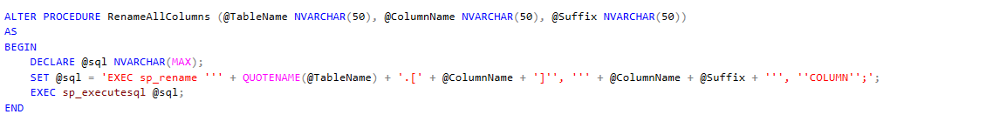 ALTER PROCEDURE RenameAllColumns (@TableName NVARCHAR(50), @ColumnName NVARCHAR(50), @Suffix NVARCHAR(50))
AS
BEGIN
    DECLARE @sql NVARCHAR(MAX);
    SET @sql = 'EXEC sp_rename ''' + QUOTENAME(@TableName) + '.[' + @ColumnName + ']'', ''' + @ColumnName + @Suffix + ''', ''COLUMN'';';
    EXEC sp_executesql @sql;
END